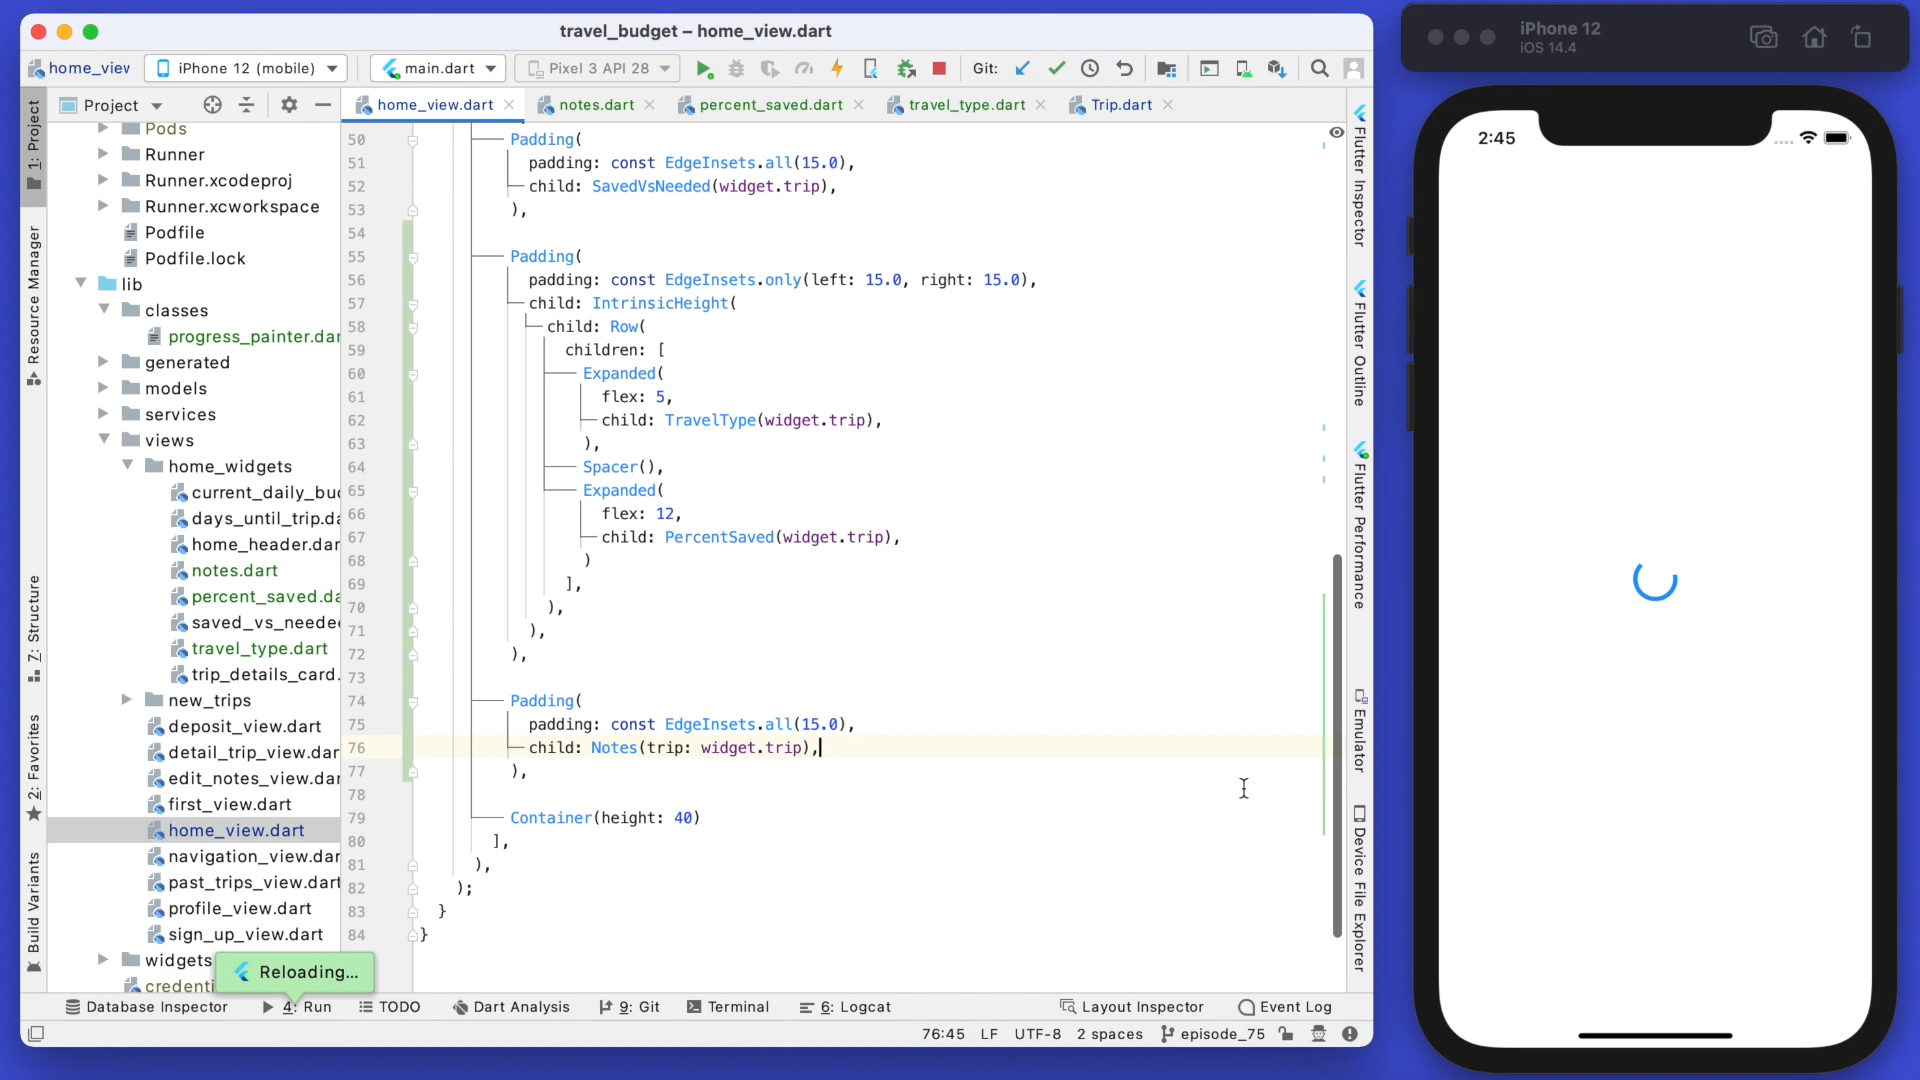 travel_budget – home_view.dart
home_view
iPhone 12 (mobile)
main.dart
Pixel 3 API 28
Git:
Project
home_view.dart
notes.dart
percent_saved.dart
travel_type.dart
Trip.dart
1: Project
Resource Manager
7: Structure
2: Favorites
Build Variants
Pods
Runner
Runner.xcodeproj
Runner.xcworkspace
Podfile
Podfile.lock
lib
classes
progress_painter.dar
generated
models
services
views
home_widgets
current_daily_bu
days_until_trip.da
home_header.dar
notes.dart
percent_saved.da
saved_vs_neede
travel_type.dart
trip_details_card.
new_trips
deposit_view.dart
detail_trip_view.dar
edit_notes_view.dar
first_view.dart
home_view.dart
navigation_view.dar
past_trips_view.dart
profile_view.dart
sign_up_view.dart
widgets
credenti
Reloading...
50 Padding(
51 padding: const EdgeInsets.all(15.0),
52 child: SavedVsNeeded(widget.trip),
53 ),
54
55 Padding(
56 padding: const EdgeInsets.only(left: 15.0, right: 15.0),
57 child: IntrinsicHeight(
58 child: Row(
59 children: [
60 Expanded(
61 flex: 5,
62 child: TravelType(widget.trip),
63 ),
64 Spacer(),
65 Expanded(
66 flex: 12,
67 child: PercentSaved(widget.trip),
68 )
69 ],
70 ),
71 ),
72 ),
73
74 Padding(
75 padding: const EdgeInsets.all(15.0),
76 child: Notes(trip: widget.trip),
77 ),
78
79 Container(height: 40)
80 ],
81 ),
82 );
83 }
84 }
Flutter Inspector
Flutter Outline
Flutter Performance
Emulator
Device File Explorer
Database Inspector
4: Run
TODO
Dart Analysis
9: Git
Terminal
6: Logcat
Layout Inspector
Event Log
76:45
LF
UTF-8
2 spaces
episode_75
iPhone 12
iOS 14.4
2:45